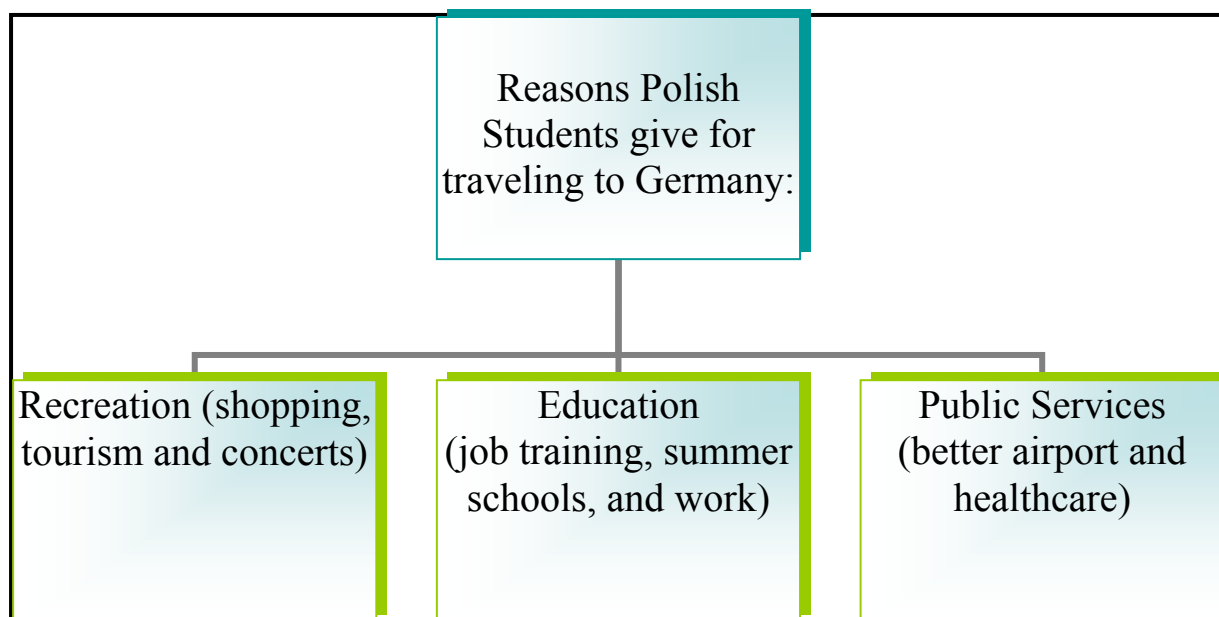 Reasons Polish
Students give for
traveling to Germany:
Recreation (shopping,
tourism and concerts)
Education
(job training, summer
schools, and work)
Public Services
(better airport and
healthcare)